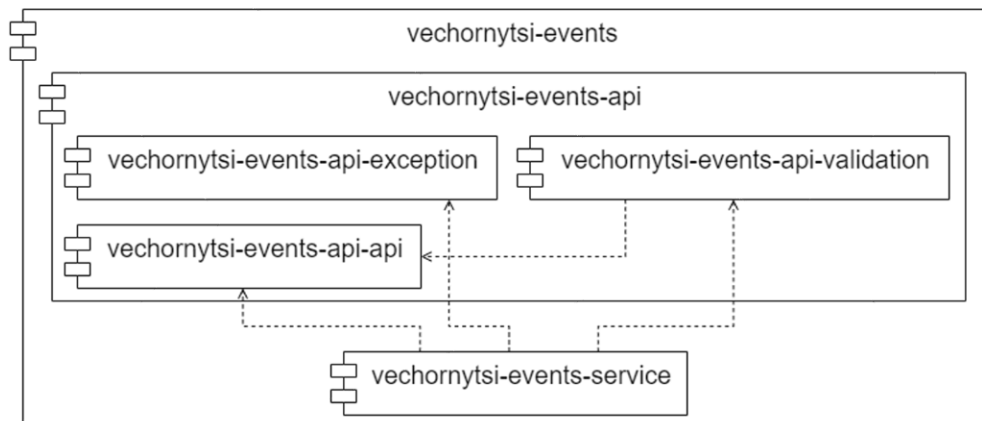 vechornytsi-events
vechornytsi-events-api
vechornytsi-events-api-exception
vechornytsi-events-api-validation
vechornytsi-events-api-api
vechornytsi-events-service